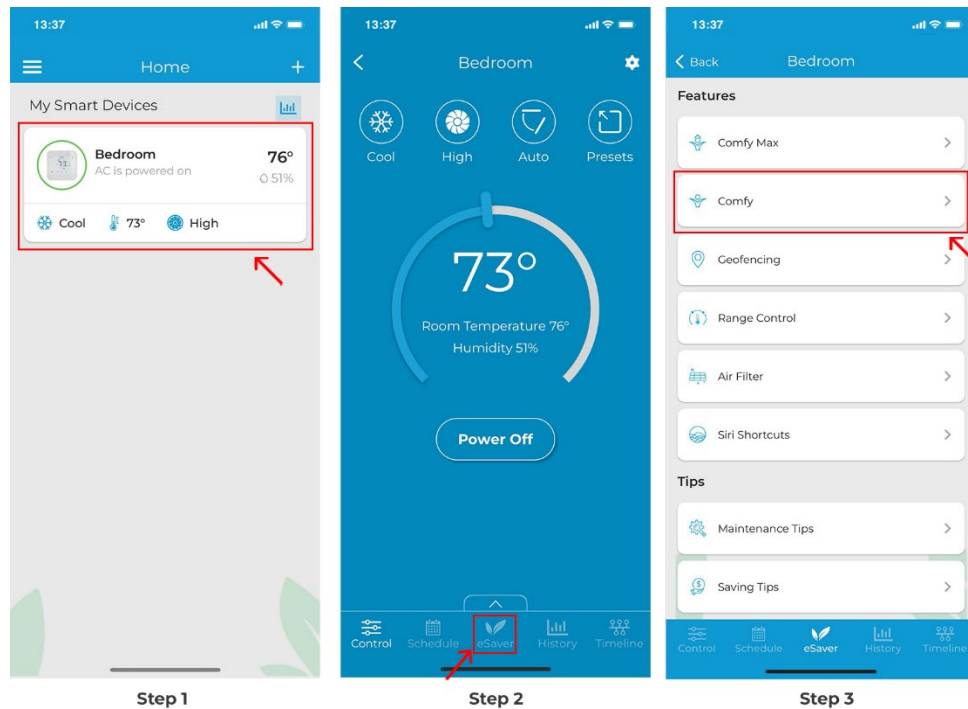 13:37
Home
My Smart Devices
Bedroom
AC is powered on
76°
51%
Cool
73°
High
Step 1
13:37
Bedroom
Cool
High
Auto
Presets
73°
Room Temperature 76°
Humidity 51%
Power Off
Control
Schedule
eSaver
History
Timeline
Step 2
13:37
Back
Bedroom
Features
Comfy Max
Comfy
Geofencing
Range Control
Air Filter
Siri Shortcuts
Tips
Maintenance Tips
Saving Tips
Control
Schedule
eSaver
History
Timeline
Step 3